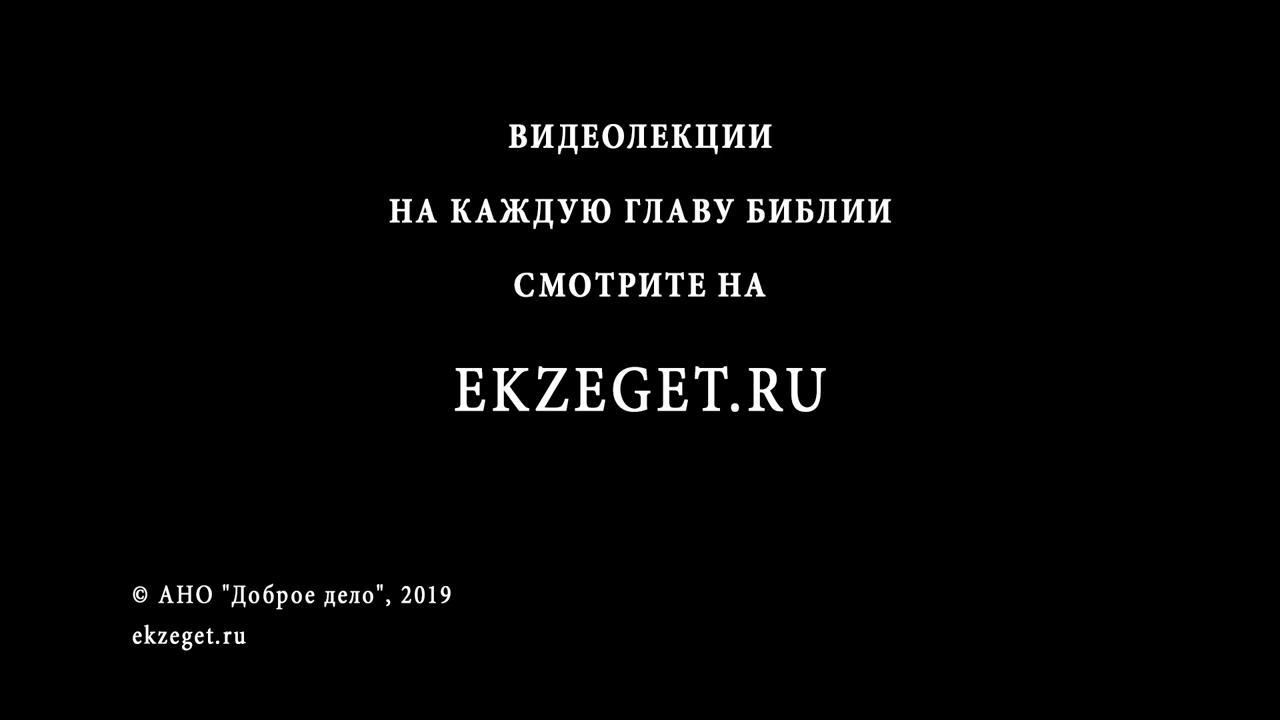 ВИДЕОЛЕКЦИИ
НА КАЖДУЮ ГЛАВУ БИБЛИИ
СМОТРИТЕ НА
EKZEGET.RU
© АНО "Доброе дело", 2019
ekzeget.ru